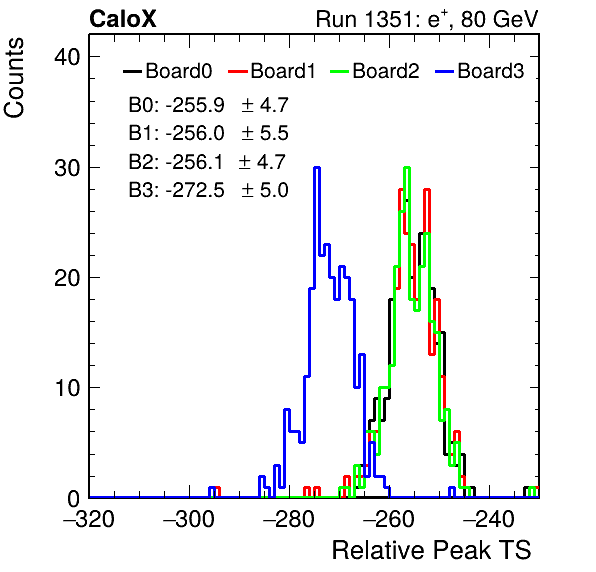 CaloX Run 1351: e⁺, 80 GeV
Counts
40
30
20
10
0
Board0 Board1 Board2 Board3
B0: -255.9 ± 4.7
B1: -256.0 ± 5.5
B2: -256.1 ± 4.7
B3: -272.5 ± 5.0
−320 −300 −280 −260 −240
Relative Peak TS